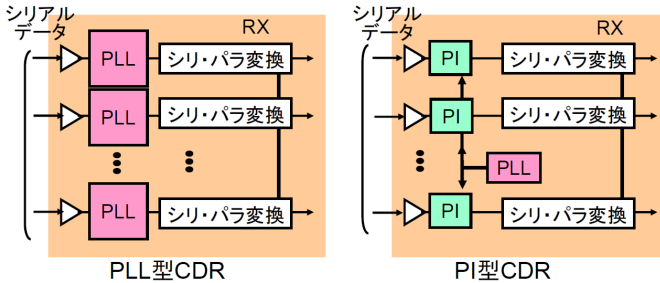 シリアル
データ
RX
PLL
シリ・パラ変換
PLL
シリ・パラ変換
PLL
シリ・パラ変換
PLL型CDR
シリアル
データ
RX
PI
シリ・パラ変換
PI
シリ・パラ変換
PLL
PI
シリ・パラ変換
PI型CDR